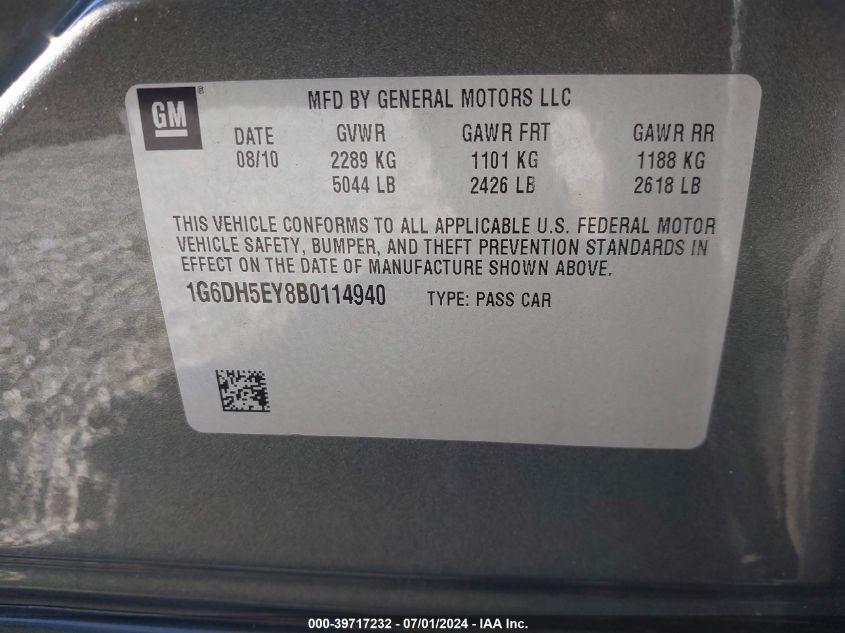 GM ®
MFD BY GENERAL MOTORS LLC
DATE GVWR GAWR FRT GAWR RR
08/10 2289 KG 1101 KG 1188 KG
5044 LB 2426 LB 2618 LB
THIS VEHICLE CONFORMS TO ALL APPLICABLE U.S. FEDERAL MOTOR
VEHICLE SAFETY, BUMPER, AND THEFT PREVENTION STANDARDS IN
EFFECT ON THE DATE OF MANUFACTURE SHOWN ABOVE.
1G6DH5EY8B0114940 TYPE: PASS CAR
000-39717232 - 07/01/2024 - IAA Inc.